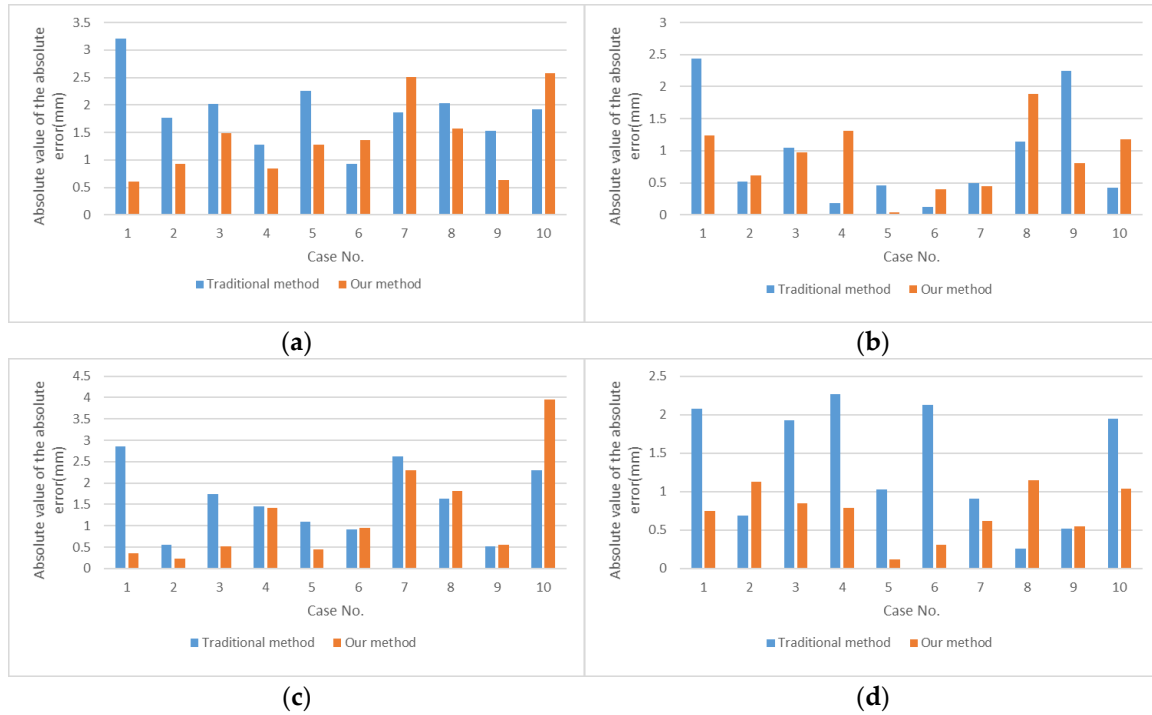 Absolute value of the absolute
error(mm)
3.5
3
2.5
2
1.5
1
0.5
0
1 2 3 4 5 6 7 8 9 10
Case No.
Traditional method Our method
(a)
Absolute value of the absolute
error(mm)
3
2.5
2
1.5
1
0.5
0
1 2 3 4 5 6 7 8 9 10
Case No.
Traditional method Our method
(b)
Absolute value of the absolute
error(mm)
4.5
4
3.5
3
2.5
2
1.5
1
0.5
0
1 2 3 4 5 6 7 8 9 10
Case No.
Traditional method Our method
(c)
Absolute value of the absolute
error(mm)
2.5
2
1.5
1
0.5
0
1 2 3 4 5 6 7 8 9 10
Case No.
Traditional method Our method
(d)